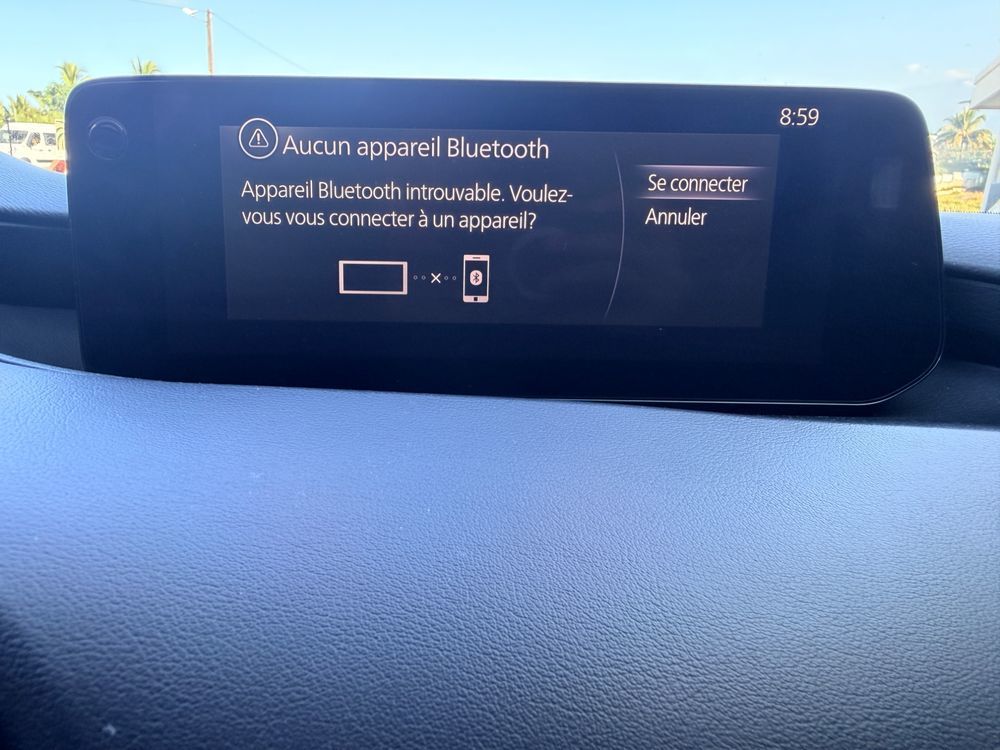 8:59
Aucun appareil Bluetooth
Appareil Bluetooth introuvable. Voulez-
vous vous connecter à un appareil?
Se connecter
Annuler